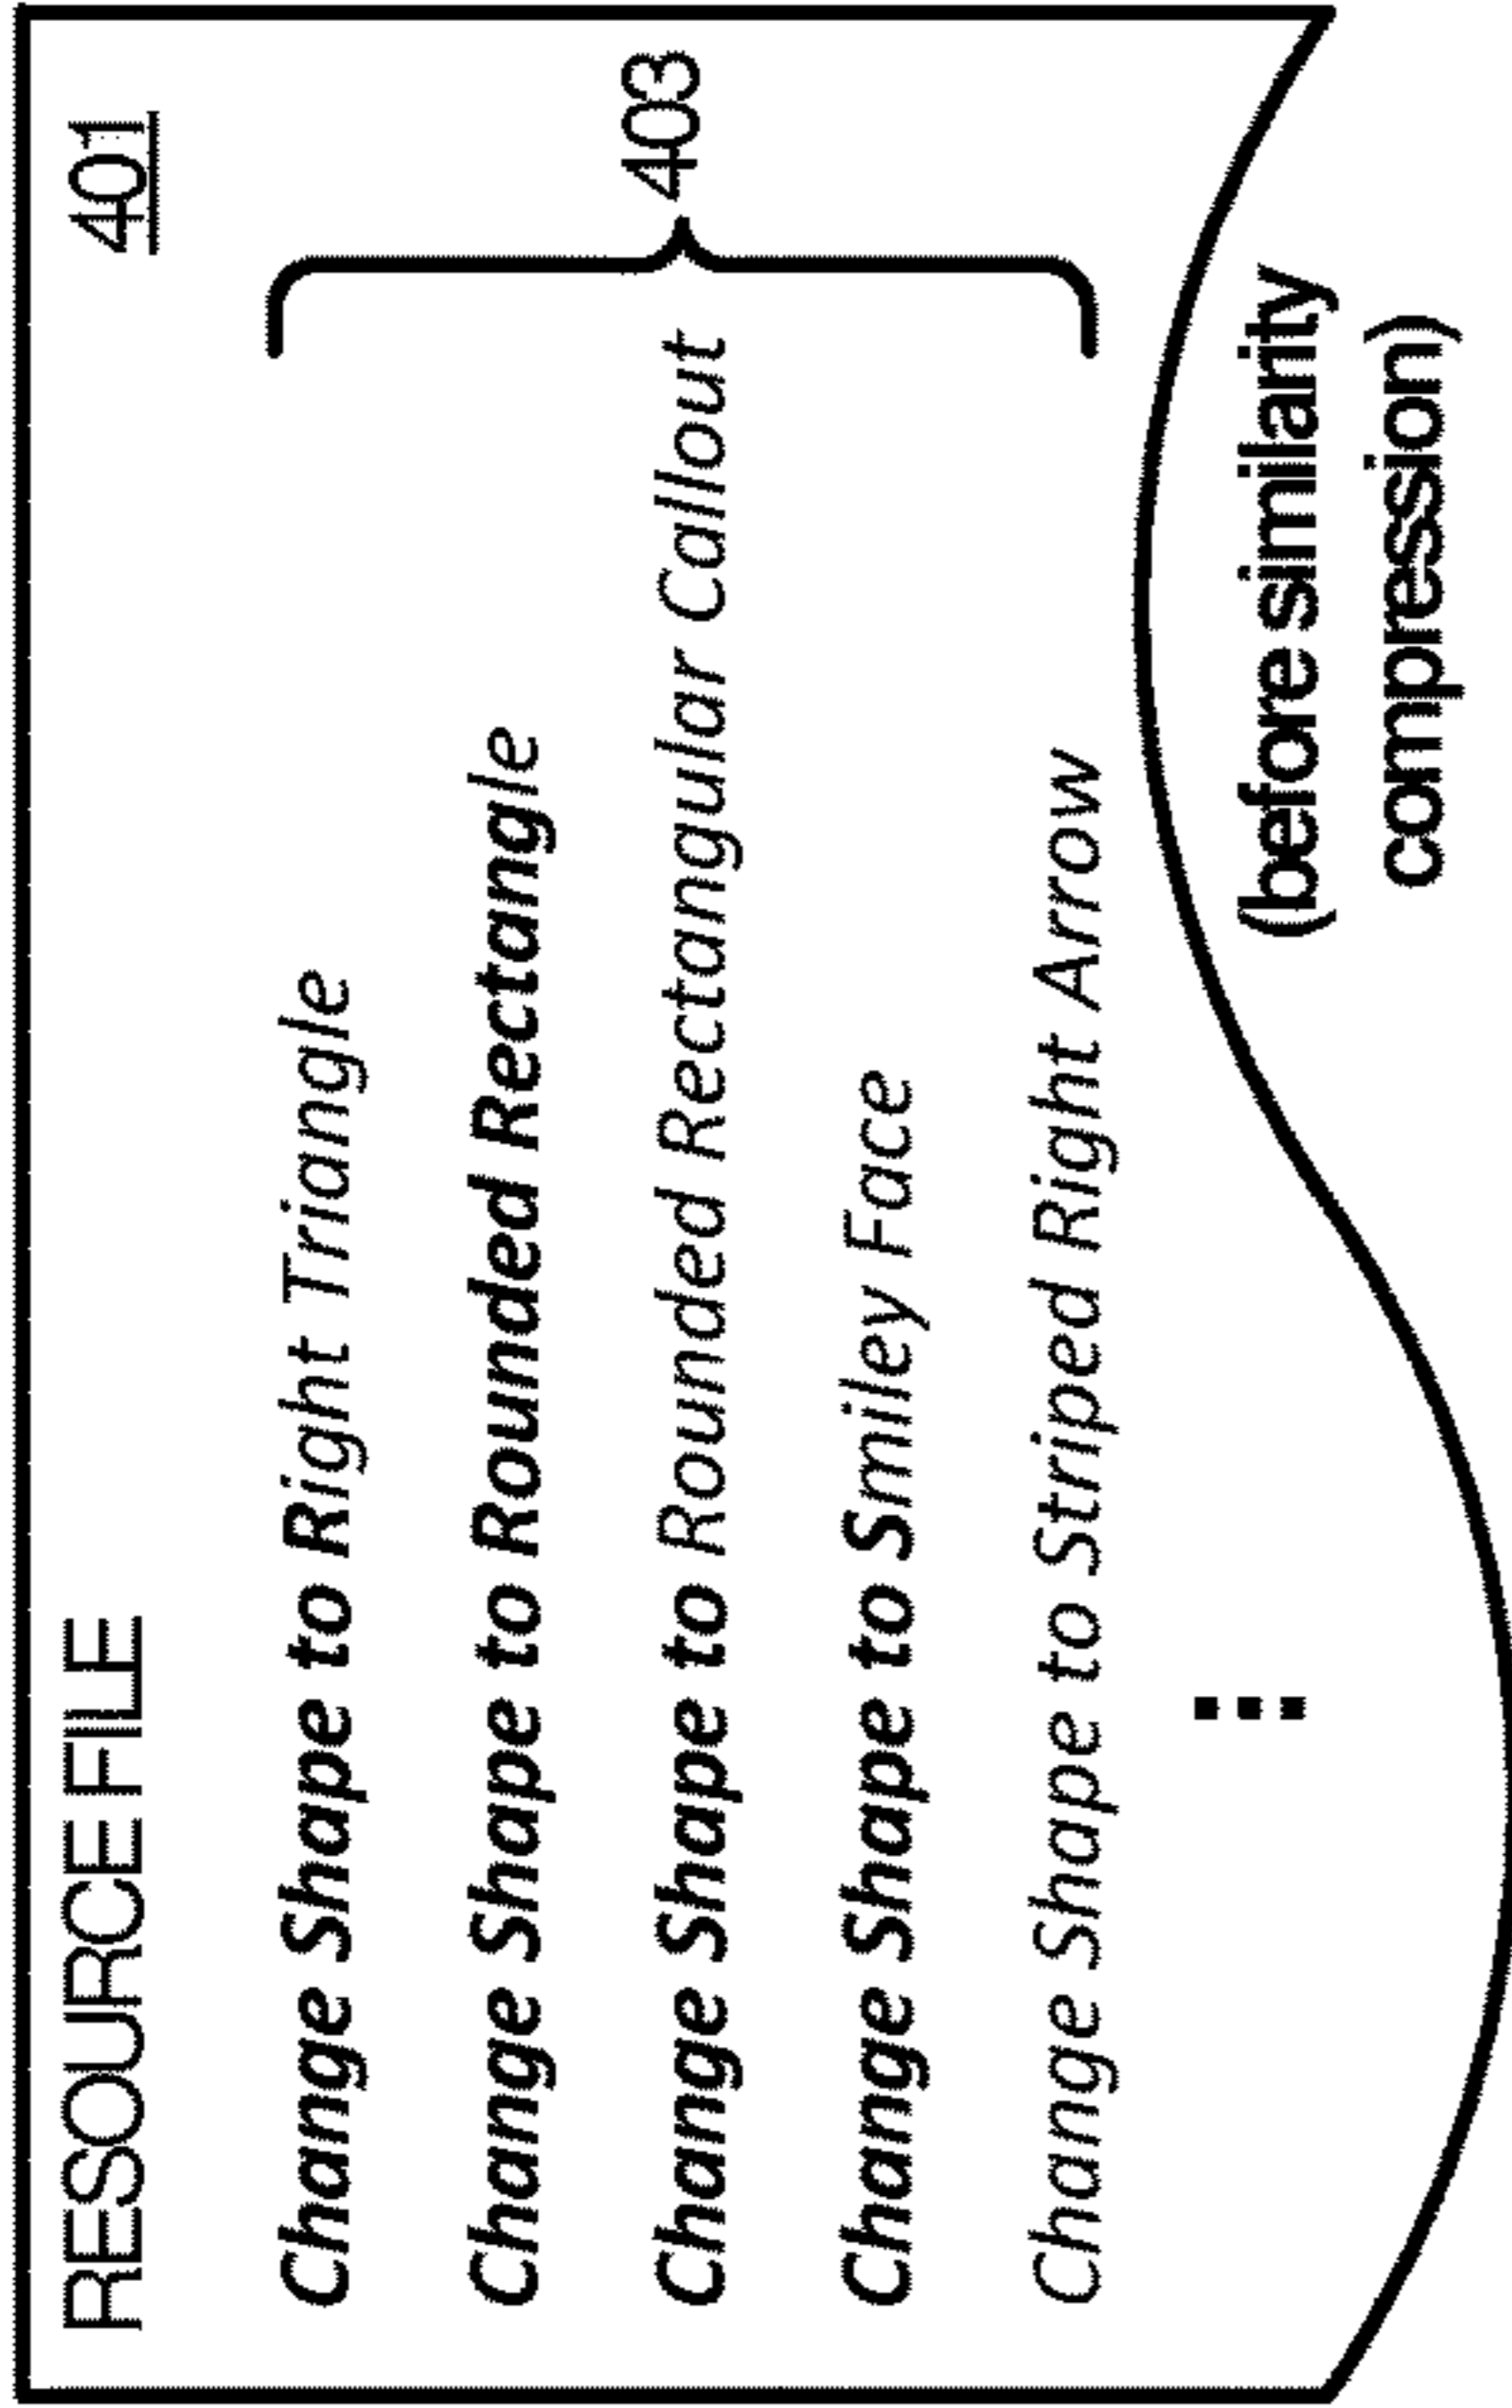 RESOURCE FILE 401
Change Shape to Right Triangle
Change Shape to Rounded Rectangle
Change Shape to Rounded Rectangular Callout
403
Change Shape to Smiley Face
Change Shape to Striped Right Arrow
(before similarity
compression)